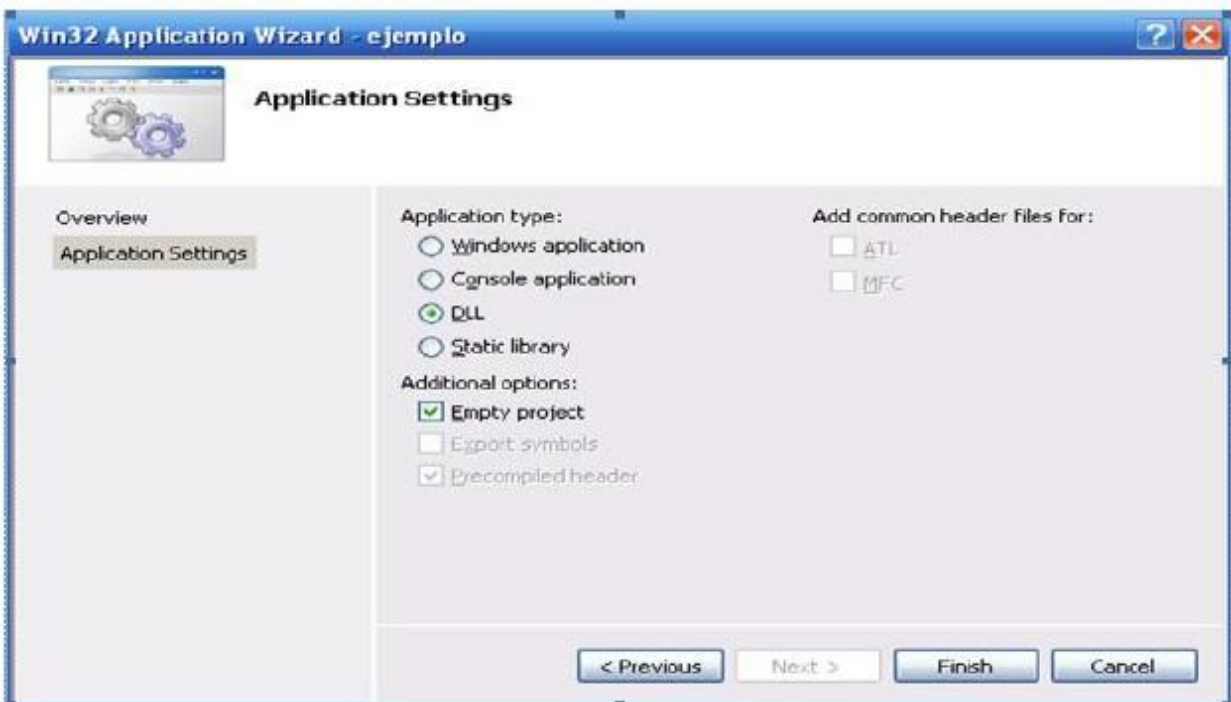 Win32 Application Wizard - ejemplo
Application Settings
Overview
Application Settings
Application type:
Windows application
Console application
DLL
Static library
Additional options:
Empty project
Export symbols
Precompiled header
Add common header files for:
ATL
MFC
< Previous
Next >
Finish
Cancel